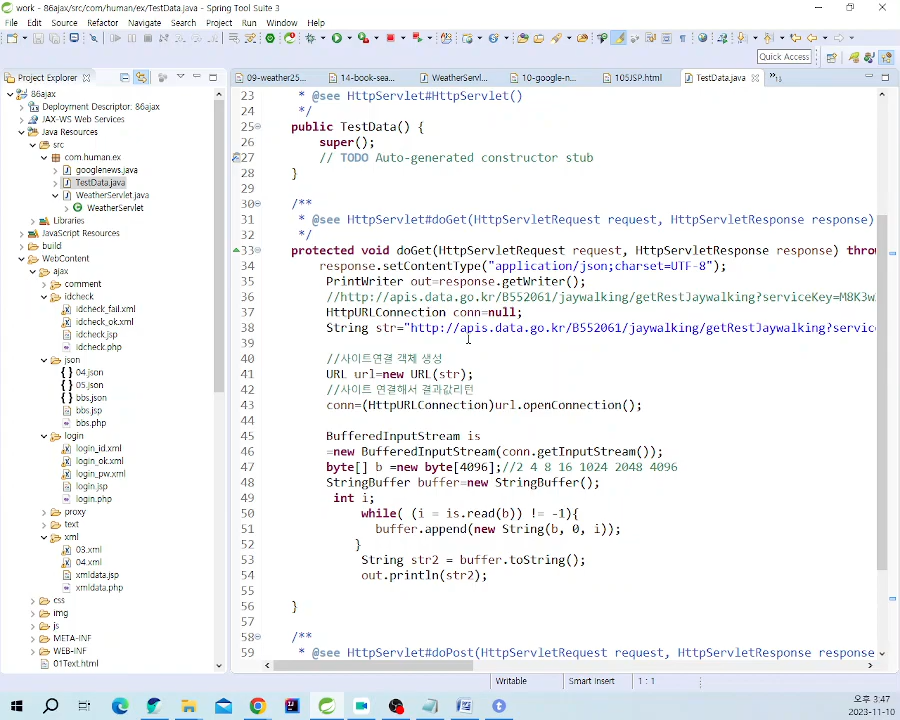 work - 86ajax/src/com/human/ex/TestData.java - Spring Tool Suite 3
File Edit Source Refactor Navigate Search Project Run Window Help
Quick Access
Project Explorer
09-weather25... 14-book-sea... WeatherServl... 10-google-n... 105JSP.html TestData.java
86ajax
Deployment Descriptor: 86ajax
JAX-WS Web Services
Java Resources
src
com.human.ex
googlenews.java
TestData.java
WeatherServlet.java
WeatherServlet
Libraries
JavaScript Resources
build
WebContent
ajax
comment
idcheck
idcheck_fail.xml
idcheck_ok.xml
idcheck.jsp
idcheck.php
json
04.json
05.json
bbs.json
bbs.jsp
bbs.php
login
login_id.xml
login_ok.xml
login_pw.xml
login.jsp
login.php
proxy
text
xml
03.xml
04.xml
xmldata.jsp
xmldata.php
css
img
js
META-INF
WEB-INF
01Text.html
23 * @see HttpServlet#HttpServlet()
24 */
25 public TestData() {
26 super();
27 // TODO Auto-generated constructor stub
28 }
29
30 /**
31 * @see HttpServlet#doGet(HttpServletRequest request, HttpServletResponse response)
32 */
33 protected void doGet(HttpServletRequest request, HttpServletResponse response) throw
34 response.setContentType("application/json;charset=UTF-8");
35 PrintWriter out=response.getWriter();
36 //http://apis.data.go.kr/B552061/jaywalking/getRestJaywalking?serviceKey=M8K3w
37 HttpURLConnection conn=null;
38 String str="http://apis.data.go.kr/B552061/jaywalking/getRestJaywalking?service
39
40 //사이트연결 객체 생성
41 URL url=new URL(str);
42 //사이트 연결해서 결과값리턴
43 conn=(HttpURLConnection)url.openConnection();
44
45 BufferedInputStream is
46 =new BufferedInputStream(conn.getInputStream());
47 byte[] b =new byte[4096];//2 4 8 16 1024 2048 4096
48 StringBuffer buffer=new StringBuffer();
49 int i;
50 while( (i = is.read(b)) != -1){
51 buffer.append(new String(b, 0, i));
52 }
53 String str2 = buffer.toString();
54 out.println(str2);
55
56 }
57
58 /**
59 * @see HttpServlet#doPost(HttpServletRequest request, HttpServletResponse response
Writable Smart Insert 1 : 1
오후 3:47
2023-11-10